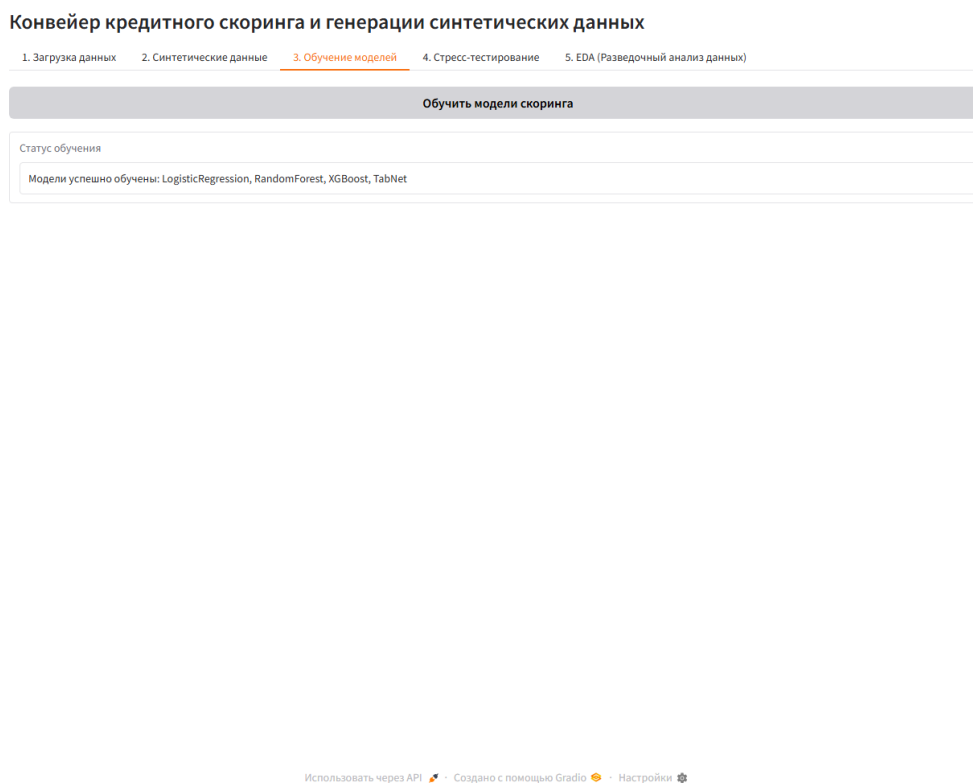 Конвейер кредитного скоринга и генерации синтетических данных
1. Загрузка данных 2. Синтетические данные 3. Обучение моделей 4. Стресс-тестирование 5. EDA (Разведочный анализ данных)
Обучить модели скоринга
Статус обучения
Модели успешно обучены: LogisticRegression, RandomForest, XGBoost, TabNet
Использовать через API · Создано с помощью Gradio · Настройки